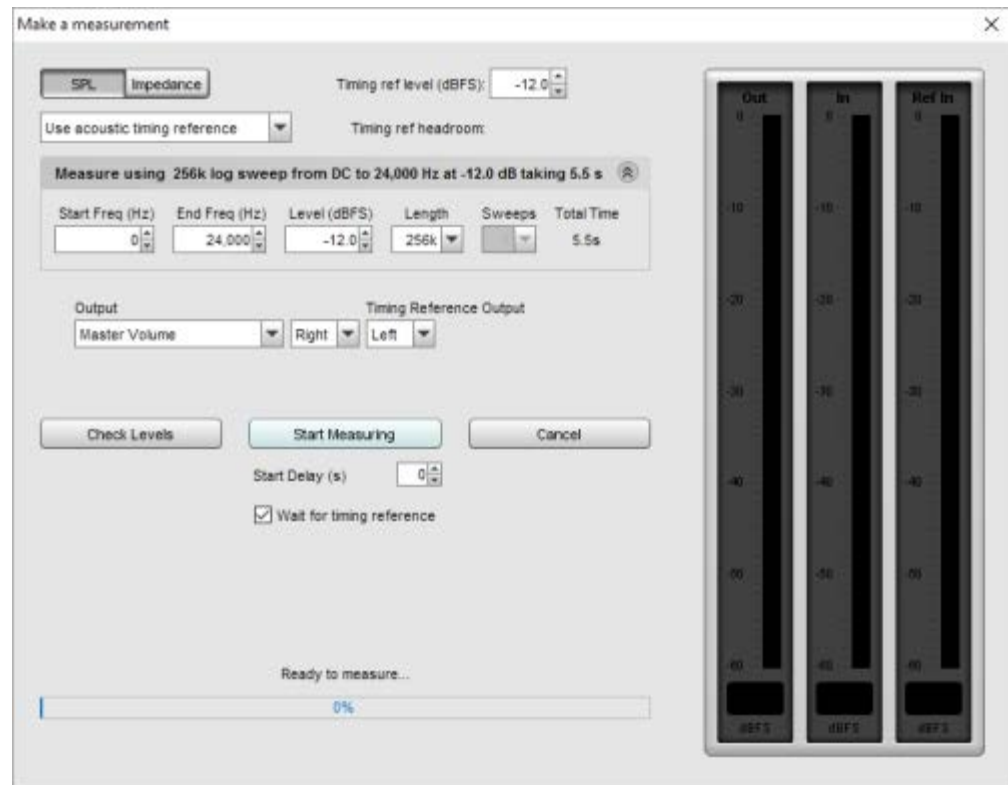 Make a measurement
SPL Impedance Timing ref level (dBFS): -12.0
Use acoustic timing reference Timing ref headroom:
Measure using 256k log sweep from DC to 24,000 Hz at -12.0 dB taking 5.5 s
Start Freq (Hz) End Freq (Hz) Level (dBFS) Length Sweeps Total Time
0 24,000 -12.0 256k 5.5s
Output Timing Reference Output
Master Volume Right Left
Check Levels Start Measuring Cancel
Start Delay (s) 0
Wait for timing reference
Ready to measure...
0%
Out In Ref In
0 0 0
-10 -10 -10
-20 -20 -20
-30 -30 -30
-40 -40 -40
-50 -50 -50
-60 -60 -60
dBFS dBFS dBFS